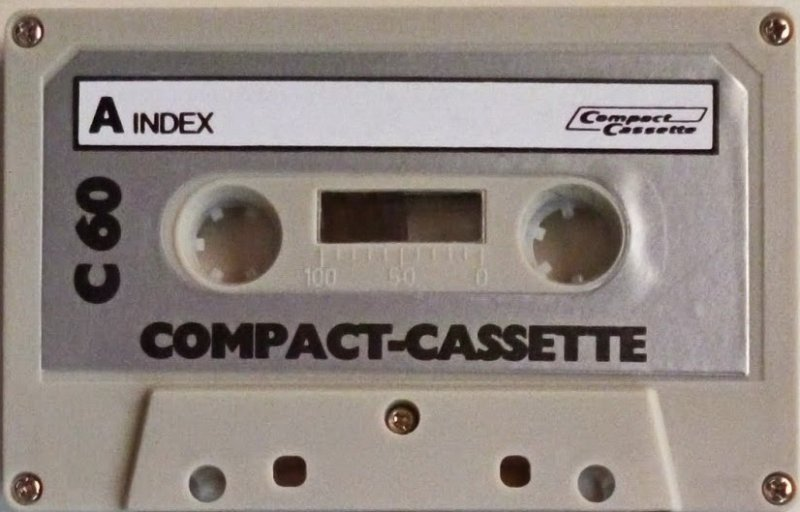 A INDEX
Compact
Cassette
C 60
100 50 0
COMPACT-CASSETTE